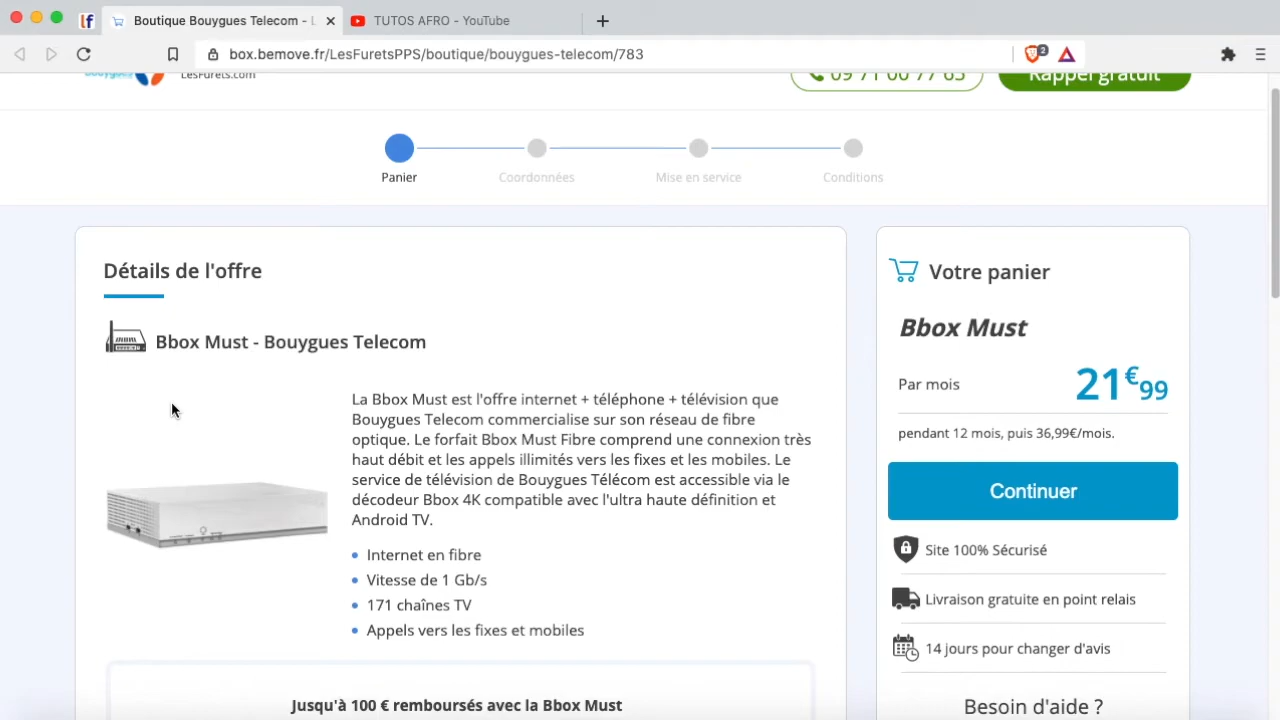 Boutique Bouygues Telecom - L
TUTOS AFRO - YouTube
box.bemove.fr/LesFuretsPPS/boutique/bouygues-telecom/783
2
bouygues
LesFurets.com
09 71 00 77 63
Rappel gratuit
Panier
Coordonnées
Mise en service
Conditions
Détails de l'offre
Bbox Must - Bouygues Telecom
La Bbox Must est l'offre internet + téléphone + télévision que
Bouygues Telecom commercialise sur son réseau de fibre
optique. Le forfait Bbox Must Fibre comprend une connexion très
haut débit et les appels illimités vers les fixes et les mobiles. Le
service de télévision de Bouygues Télécom est accessible via le
décodeur Bbox 4K compatible avec l'ultra haute définition et
Android TV.
Internet en fibre
Vitesse de 1 Gb/s
171 chaînes TV
Appels vers les fixes et mobiles
Jusqu'à 100 € remboursés avec la Bbox Must
Votre panier
Bbox Must
Par mois
21€99
pendant 12 mois, puis 36,99€/mois.
Continuer
Site 100% Sécurisé
Livraison gratuite en point relais
14 jours pour changer d'avis
Besoin d'aide ?